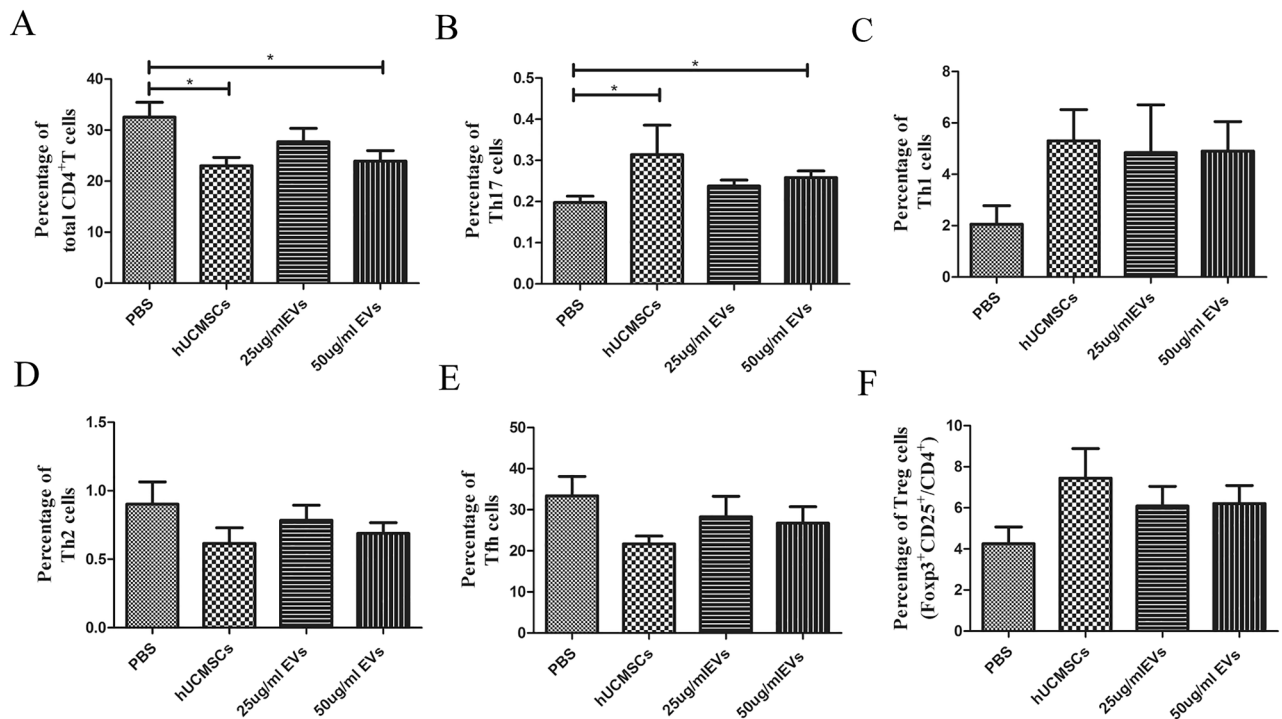 A
Percentage of
total CD4+T cells
40
30
20
10
0
*
*
PBS
hUCMSCs
25ug/mlEVs
50ug/ml EVs
B
Percentage of
Th17 cells
0.5
0.4
0.3
0.2
0.1
0.0
*
*
PBS
hUCMSCs
25ug/ml EVs
50ug/ml EVs
C
Percentage of
Th1 cells
8
6
4
2
0
PBS
hUCMSCs
25ug/mlEVs
50ug/ml EVs
D
Percentage of
Th2 cells
1.5
1.0
0.5
0.0
PBS
hUCMSCs
25ug/ml EVs
50ug/ml EVs
E
Percentage of
Tfh cells
50
40
30
20
10
0
PBS
hUCMSCs
25ug/mlEVs
50ug/ml EVs
F
Percentage of Treg cells
(Foxp3+CD25+/CD4+)
10
8
6
4
2
0
PBS
hUCMSCs
25ug/mlEVs
50ug/ml EVs